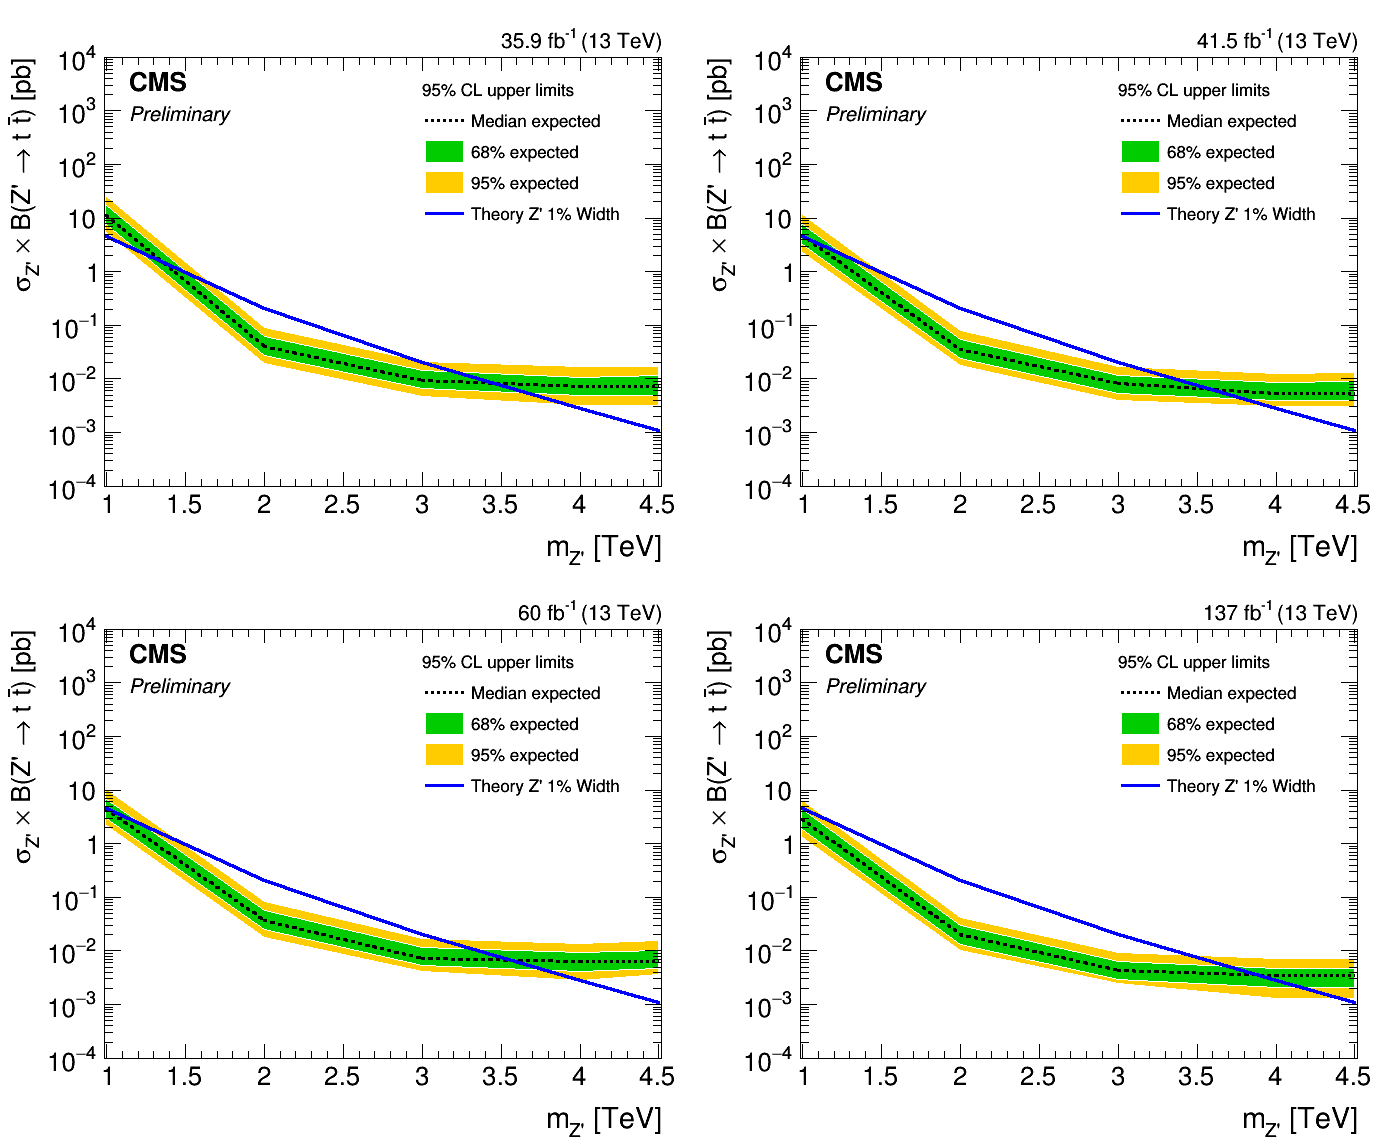 35.9 fb⁻¹ (13 TeV)
σ_Z' × B(Z' → t t̄) [pb]
CMS
Preliminary
95% CL upper limits
Median expected
68% expected
95% expected
Theory Z' 1% Width
10⁴
10³
10²
10
1
10⁻¹
10⁻²
10⁻³
10⁻⁴
1 1.5 2 2.5 3 3.5 4 4.5
m_Z' [TeV]
41.5 fb⁻¹ (13 TeV)
σ_Z' × B(Z' → t t̄) [pb]
CMS
Preliminary
95% CL upper limits
Median expected
68% expected
95% expected
Theory Z' 1% Width
10⁴
10³
10²
10
1
10⁻¹
10⁻²
10⁻³
10⁻⁴
1 1.5 2 2.5 3 3.5 4 4.5
m_Z' [TeV]
60 fb⁻¹ (13 TeV)
σ_Z' × B(Z' → t t̄) [pb]
CMS
Preliminary
95% CL upper limits
Median expected
68% expected
95% expected
Theory Z' 1% Width
10⁴
10³
10²
10
1
10⁻¹
10⁻²
10⁻³
10⁻⁴
1 1.5 2 2.5 3 3.5 4 4.5
m_Z' [TeV]
137 fb⁻¹ (13 TeV)
σ_Z' × B(Z' → t t̄) [pb]
CMS
Preliminary
95% CL upper limits
Median expected
68% expected
95% expected
Theory Z' 1% Width
10⁴
10³
10²
10
1
10⁻¹
10⁻²
10⁻³
10⁻⁴
1 1.5 2 2.5 3 3.5 4 4.5
m_Z' [TeV]